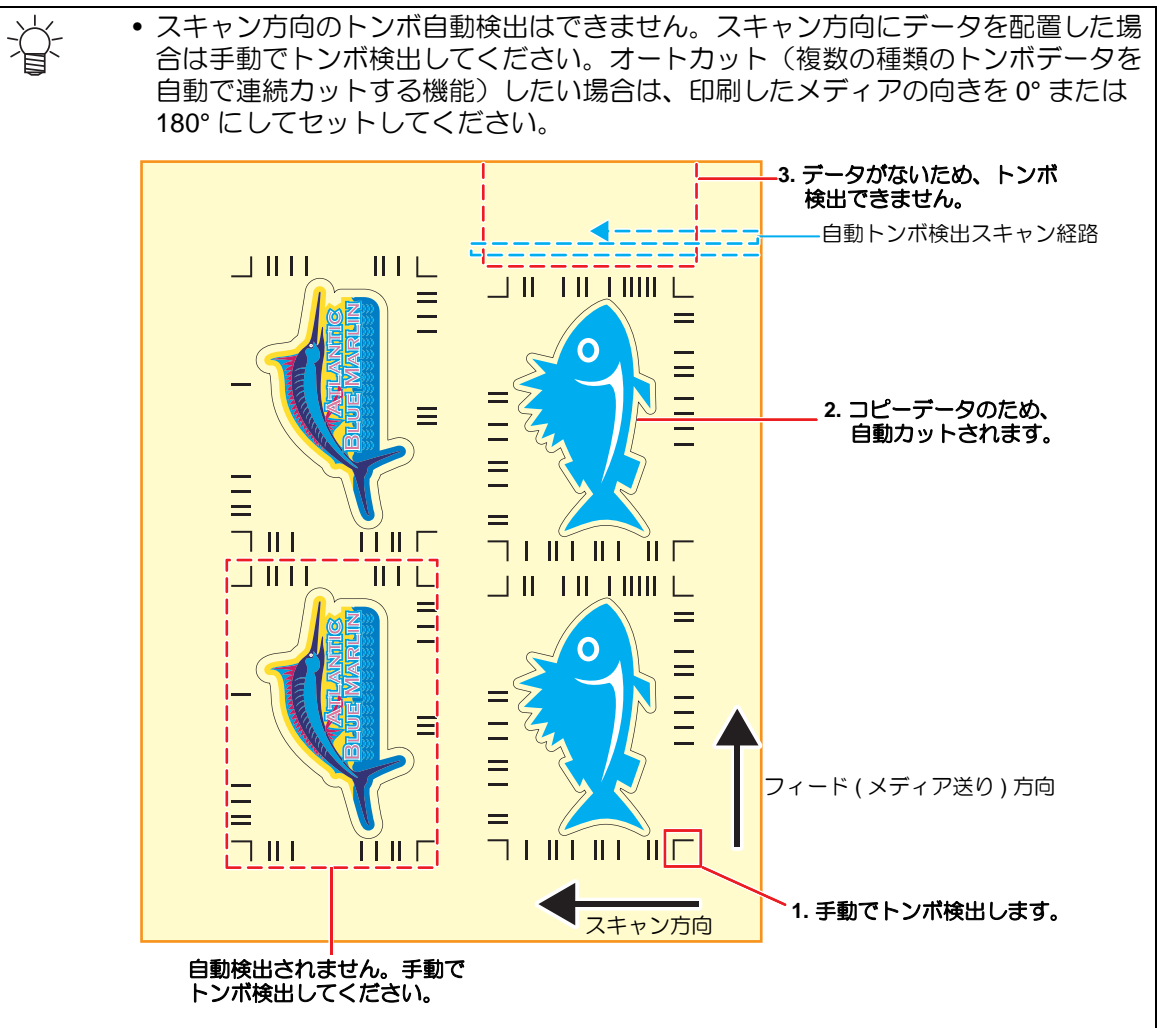 • スキャン方向のトンボ自動検出はできません。スキャン方向にデータを配置した場
合は手動でトンボ検出してください。オートカット（複数の種類のトンボデータを
自動で連続カットする機能）したい場合は、印刷したメディアの向きを 0° または
180° にしてセットしてください。
3. データがないため、トンボ
検出できません。
自動トンボ検出スキャン経路
ATLANTIC
BLUE MARLIN
2. コピーデータのため、
自動カットされます。
ATLANTIC
BLUE MARLIN
フィード ( メディア送り ) 方向
1. 手動でトンボ検出します。
スキャン方向
自動検出されません。手動で
トンボ検出してください。